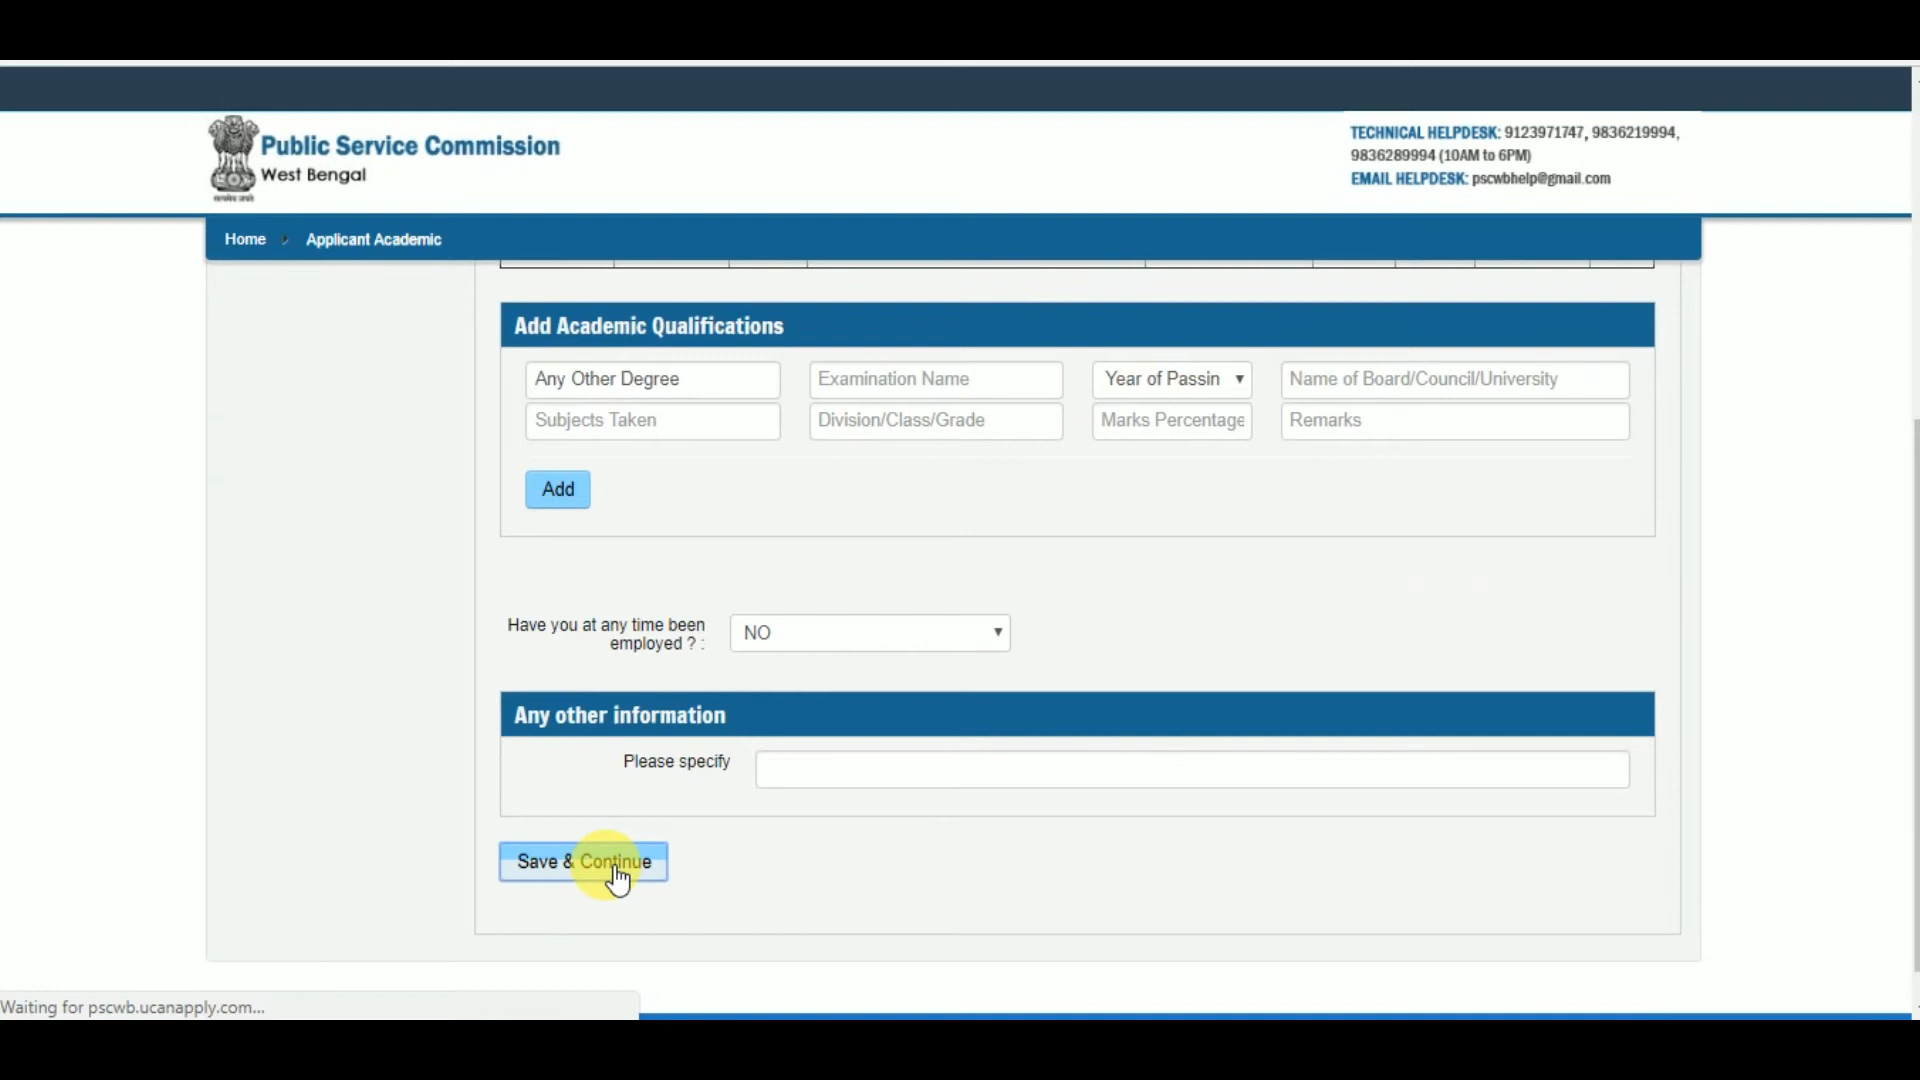 Public Service Commission
West Bengal
TECHNICAL HELPDESK: 9123971747, 9836219994,
9836289994 (10AM to 6PM)
EMAIL HELPDESK: pscwbhelp@gmail.com
Home › Applicant Academic
Add Academic Qualifications
Any Other Degree Examination Name Year of Passin Name of Board/Council/University
Subjects Taken Division/Class/Grade Marks Percentage Remarks
Add
Have you at any time been
employed ? :
NO
Any other information
Please specify
Save & Continue
Waiting for pscwb.ucanapply.com...